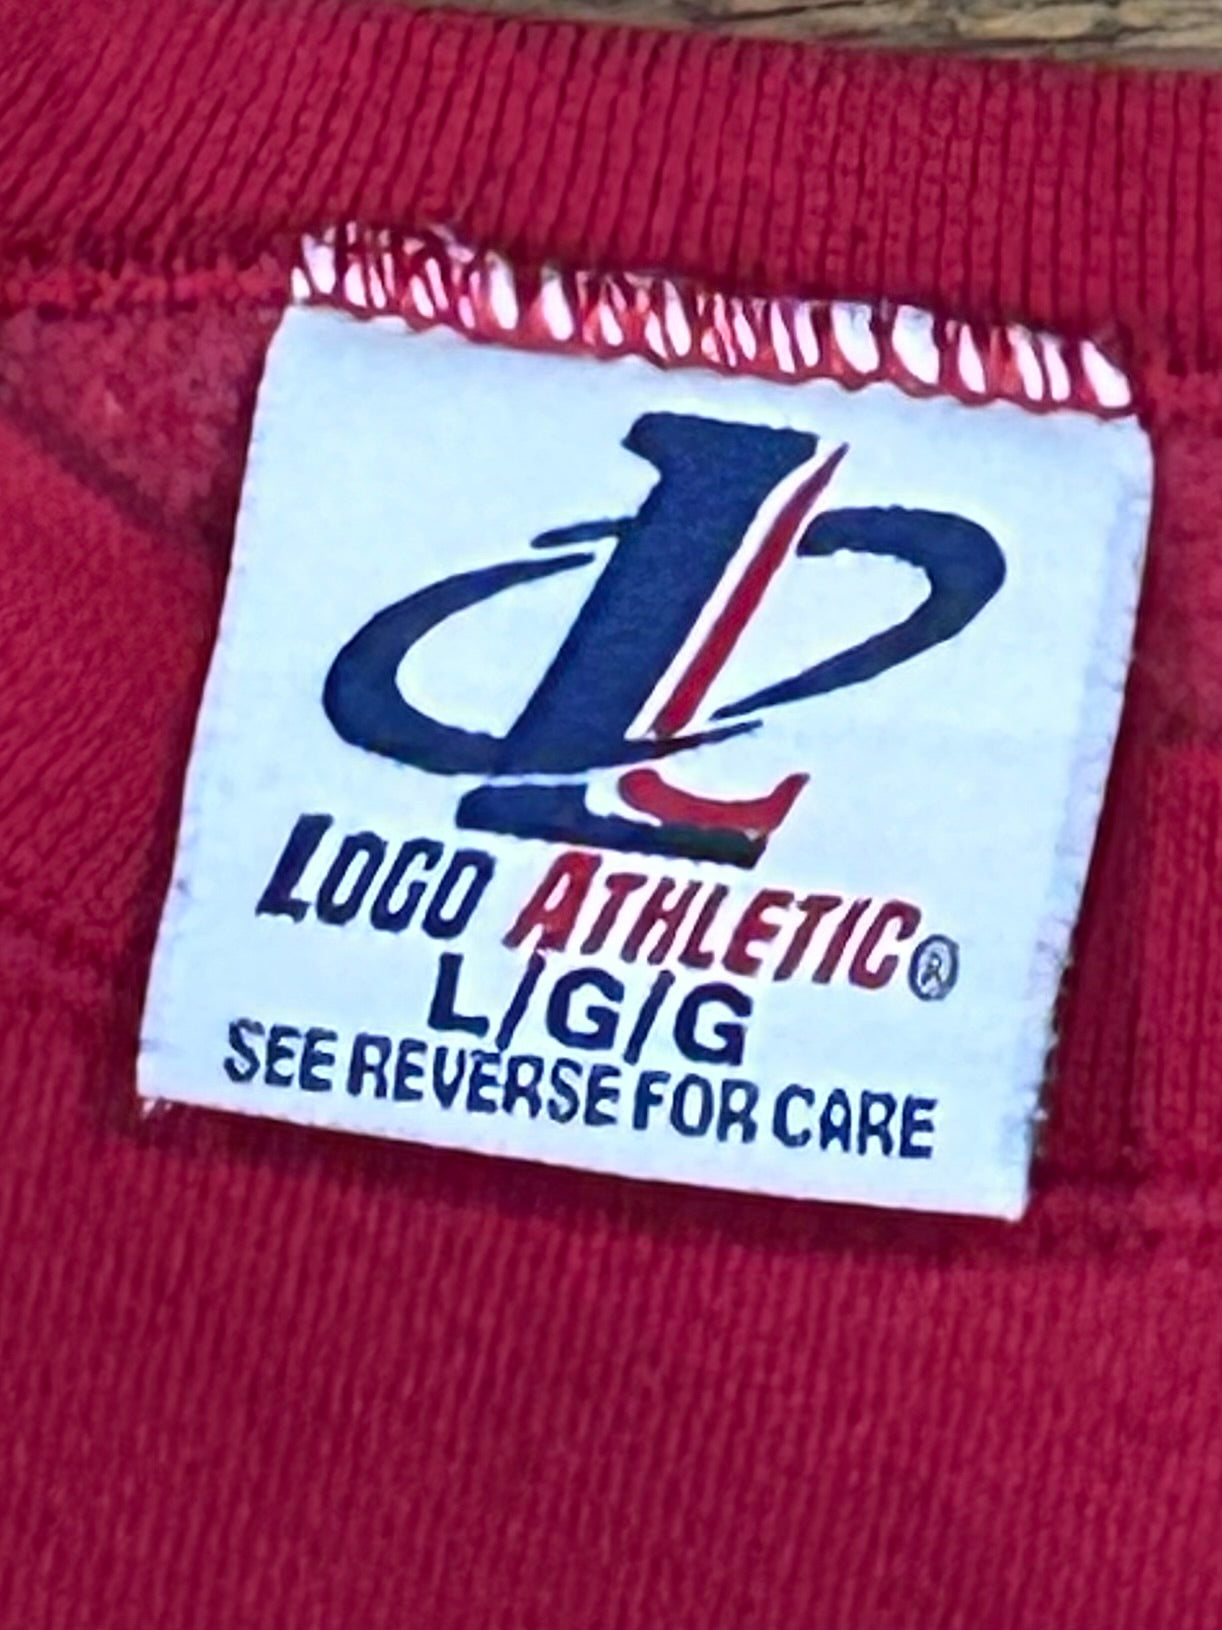 L
LOGO ATHLETIC®
L/G/G
SEE REVERSE FOR CARE